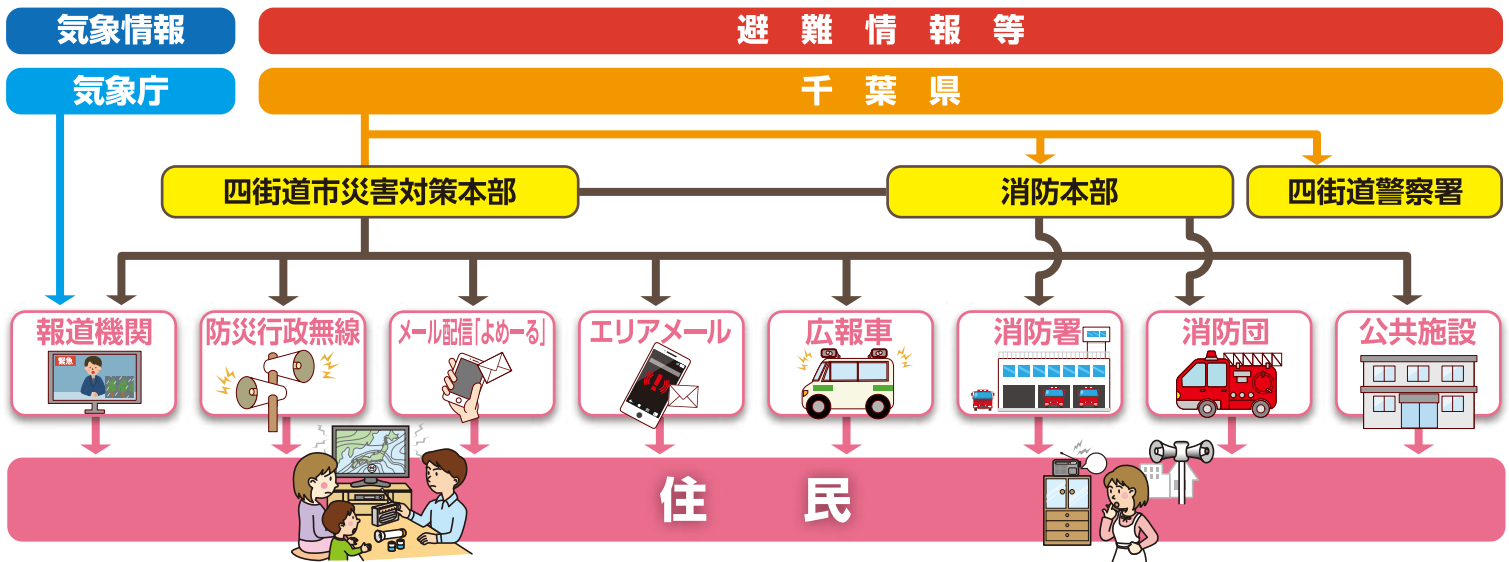 気象情報
避難情報等
気象庁
千葉県
四街道市災害対策本部
消防本部
四街道警察署
報道機関
防災行政無線
メール配信「よめーる」
エリアメール
広報車
消防署
消防団
公共施設
緊急
住民